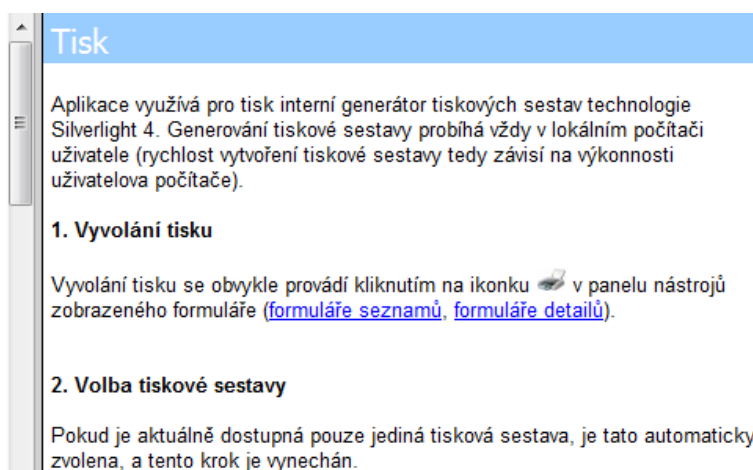 Tisk
Aplikace využívá pro tisk interní generátor tiskových sestav technologie
Silverlight 4. Generování tiskové sestavy probíhá vždy v lokálním počítači
uživatele (rychlost vytvoření tiskové sestavy tedy závisí na výkonnosti
uživatelova počítače).
1. Vyvolání tisku
Vyvolání tisku se obvykle provádí kliknutím na ikonku v panelu nástrojů
zobrazeného formuláře (formuláře seznamů, formuláře detailů).
2. Volba tiskové sestavy
Pokud je aktuálně dostupná pouze jediná tisková sestava, je tato automaticky
zvolena, a tento krok je vynechán.